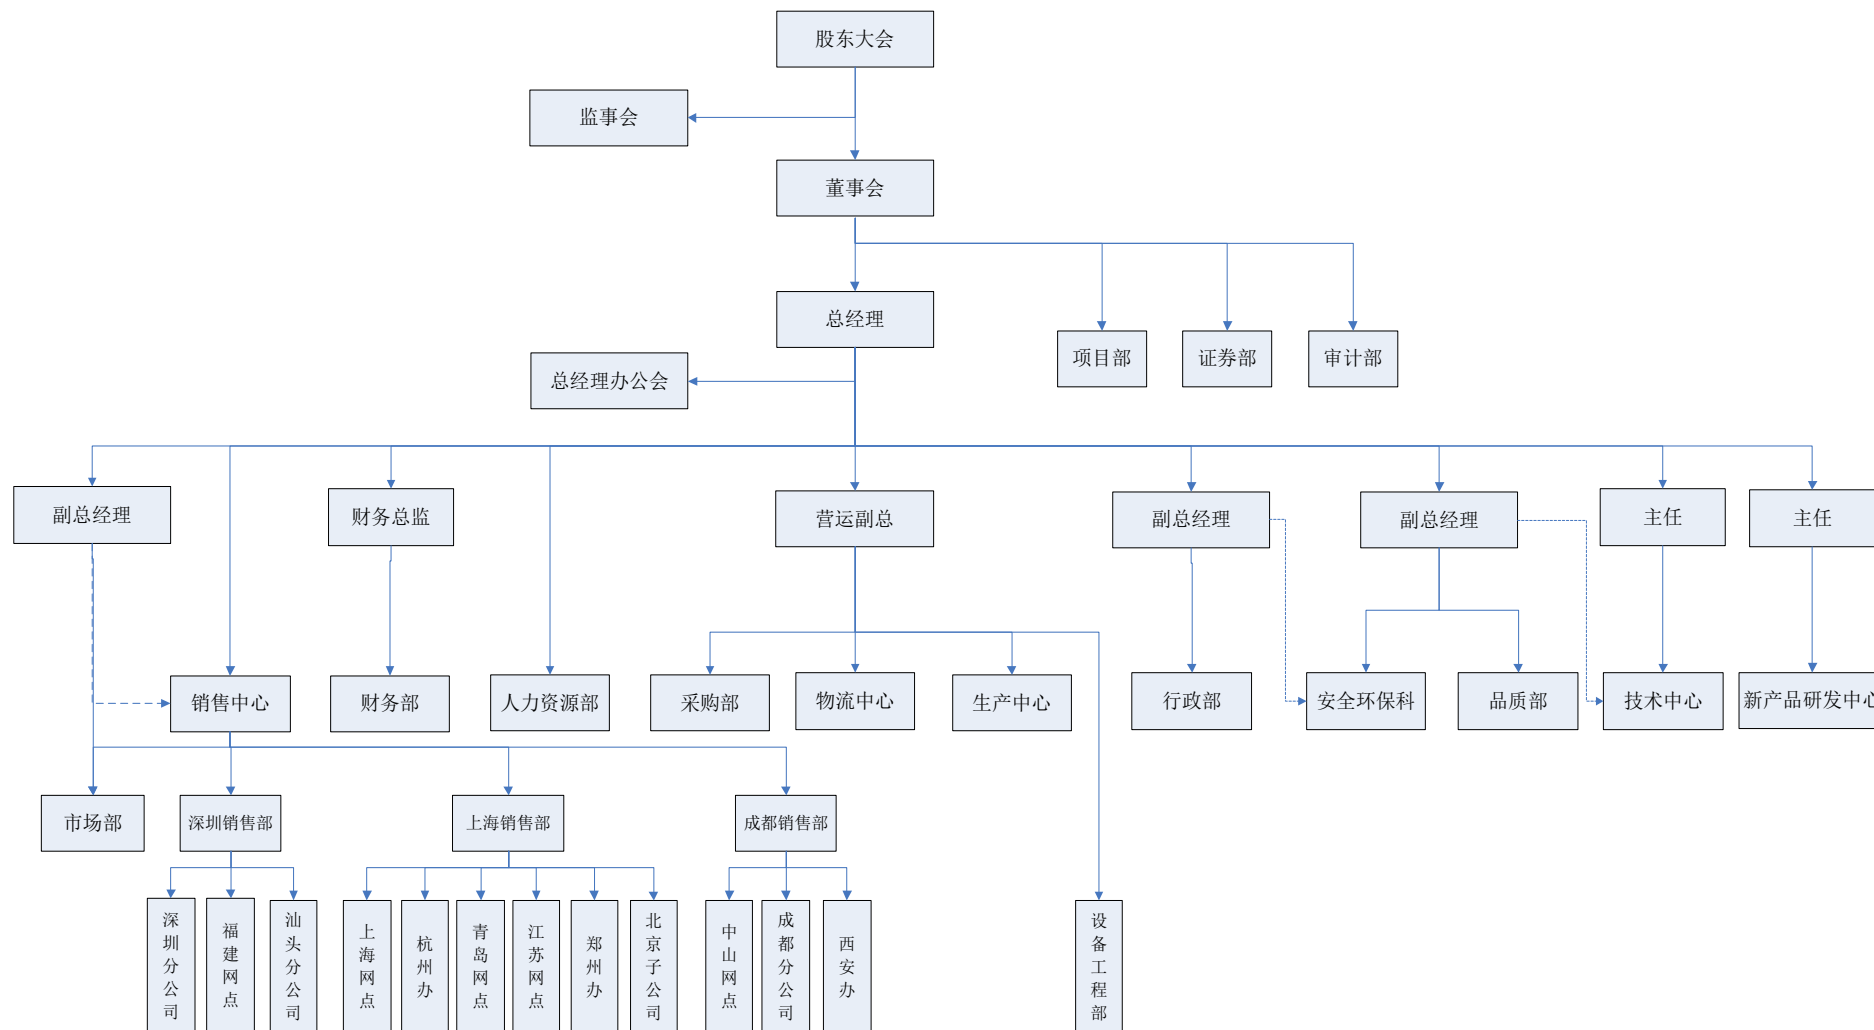 股东大会
监事会
董事会
总经理
项目部
证券部
审计部
总经理办公会
副总经理
财务总监
营运副总
副总经理
副总经理
主任
主任
销售中心
财务部
人力资源部
采购部
物流中心
生产中心
行政部
安全环保科
品质部
技术中心
新产品研发中心
市场部
深圳销售部
上海销售部
成都销售部
深圳分公司
福建网点
汕头分公司
上海网点
杭州办
青岛网点
江苏网点
郑州办
北京子公司
中山网点
成都分公司
西安办
设备工程部